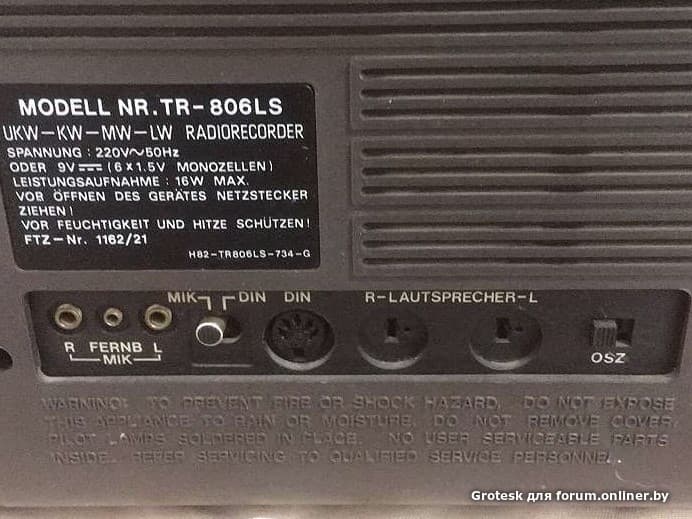 MODELL NR. TR-806LS
UKW-KW-MW-LW RADIORECORDER
SPANNUNG : 220V~50Hz
ODER 9V⎓(6×1.5V MONOZELLEN)
LEISTUNGSAUFNAHME : 16W MAX.
VOR ÖFFNEN DES GERÄTES NETZSTECKER
ZIEHEN!
VOR FEUCHTIGKEIT UND HITZE SCHÜTZEN!
FTZ-Nr. 1162/21
H82-TR806LS-734-G
MIK DIN DIN R-LAUTSPRECHER-L
R FERNB L
MIK
OSZ
WARNING: TO PREVENT FIRE OR SHOCK HAZARD, DO NOT EXPOSE
THIS APPLIANCE TO RAIN OR MOISTURE. DO NOT REMOVE COVER.
PILOT LAMPS SOLDERED IN PLACE. NO USER SERVICEABLE PARTS
INSIDE. REFER SERVICING TO QUALIFIED SERVICE PERSONNEL.
Grotesk для forum.onliner.by